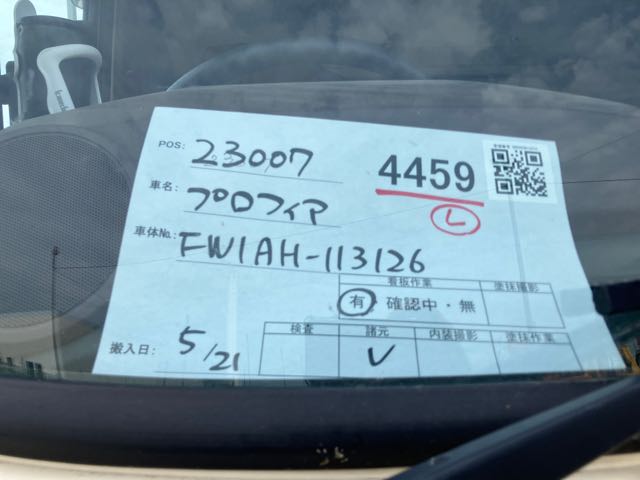 POS: 23007
4459
L
車名: プロフィア
車体No.: FW1AH-113126
看板作業 塗抹撮影
有・確認中・無
搬入日: 5/21
検査 諸元 内装撮影 塗抹作業
✓